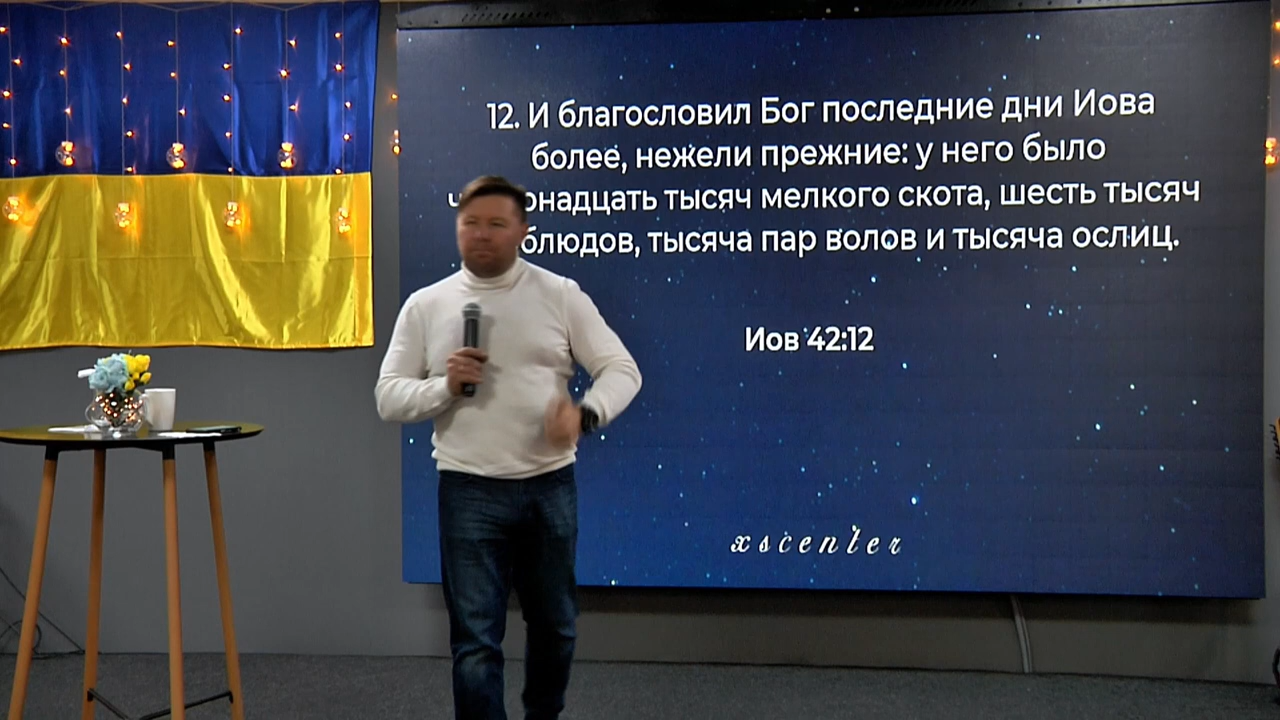 12. И благословил Бог последние дни Иова
более, нежели прежние: у него было
тысяч мелкого скота, шесть тысяч
тысяча пар волов и тысяча ослиц.
Иов 42:12
xscenter